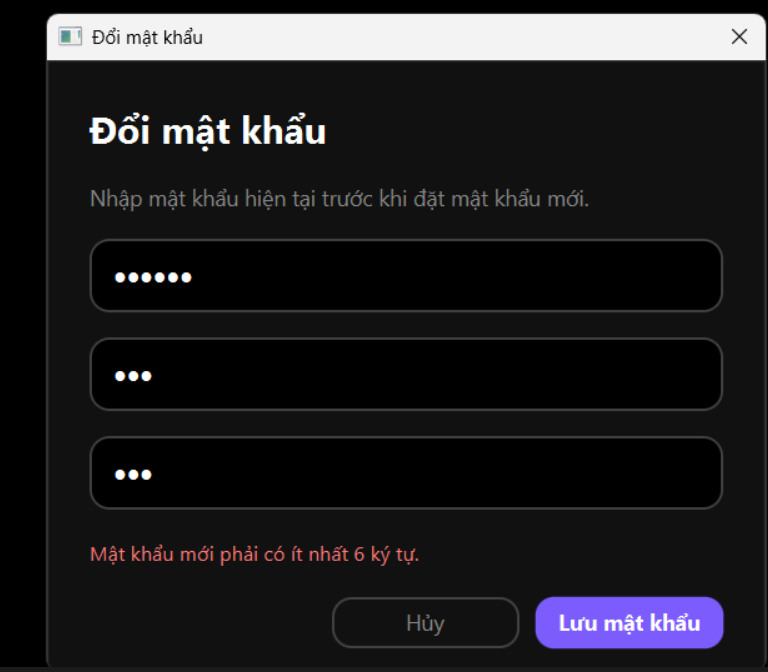 Đổi mật khẩu
Đổi mật khẩu
Nhập mật khẩu hiện tại trước khi đặt mật khẩu mới.
••••••
•••
•••
Mật khẩu mới phải có ít nhất 6 ký tự.
Hủy
Lưu mật khẩu